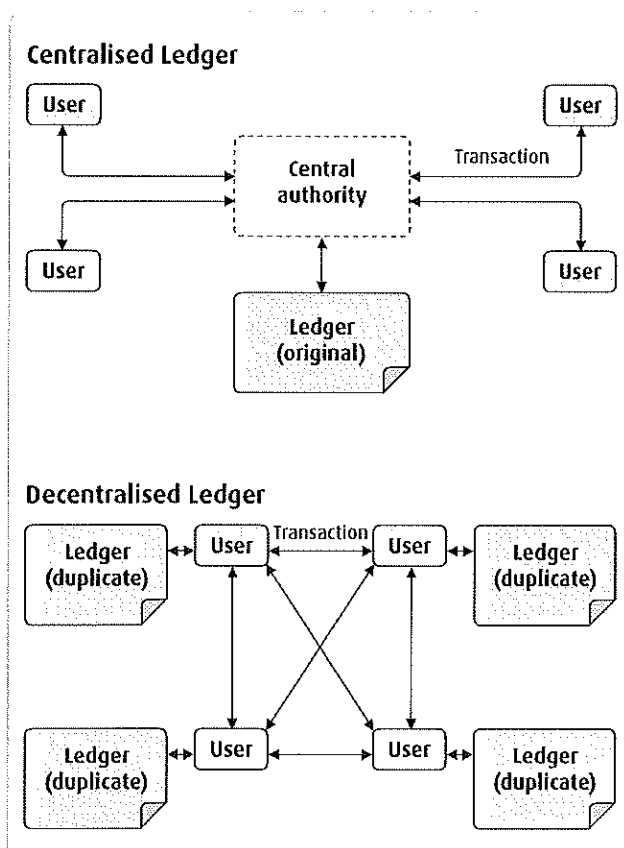 Centralised Ledger
User
User
Transaction
Central
authority
User
User
Ledger
(original)
Decentralised Ledger
Ledger
(duplicate)
User
Transaction
User
Ledger
(duplicate)
Ledger
(duplicate)
User
User
Ledger
(duplicate)